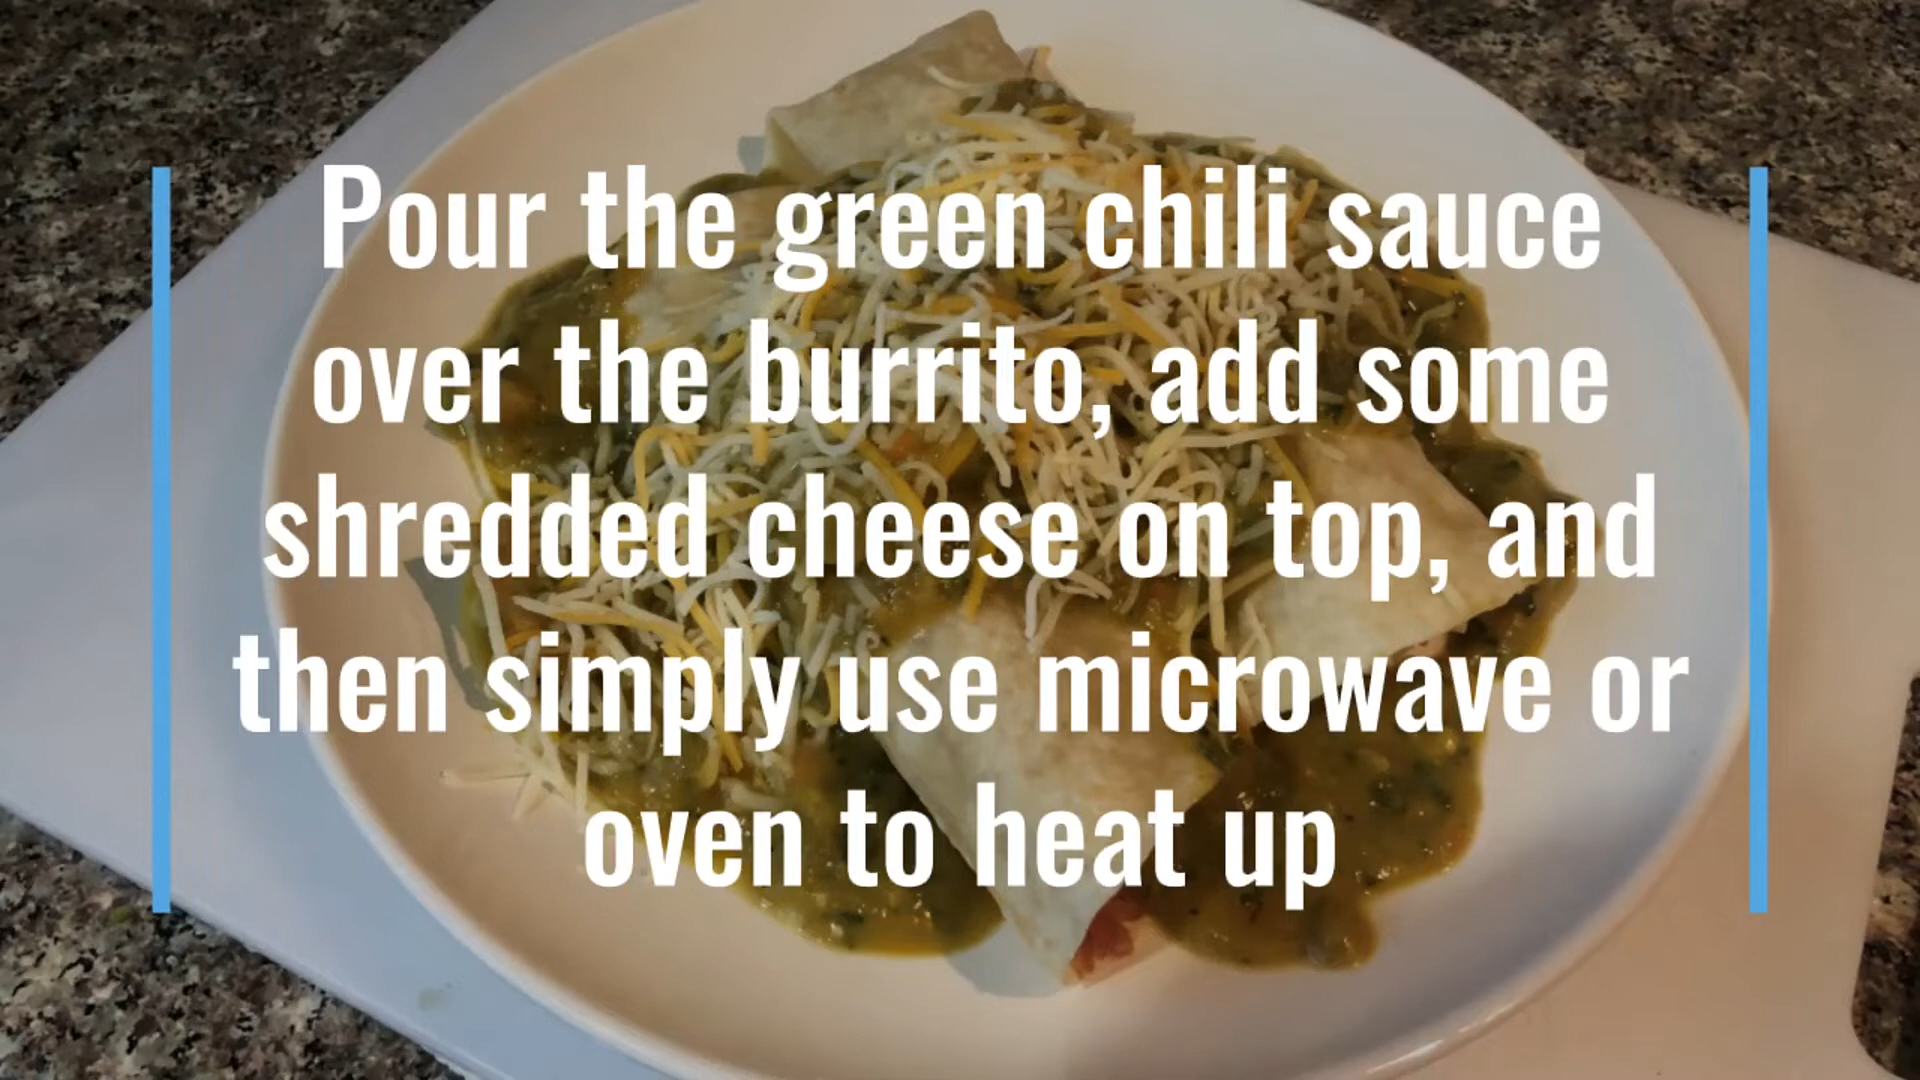 Pour the green chili sauce
over the burrito, add some
shredded cheese on top, and
then simply use microwave or
oven to heat up